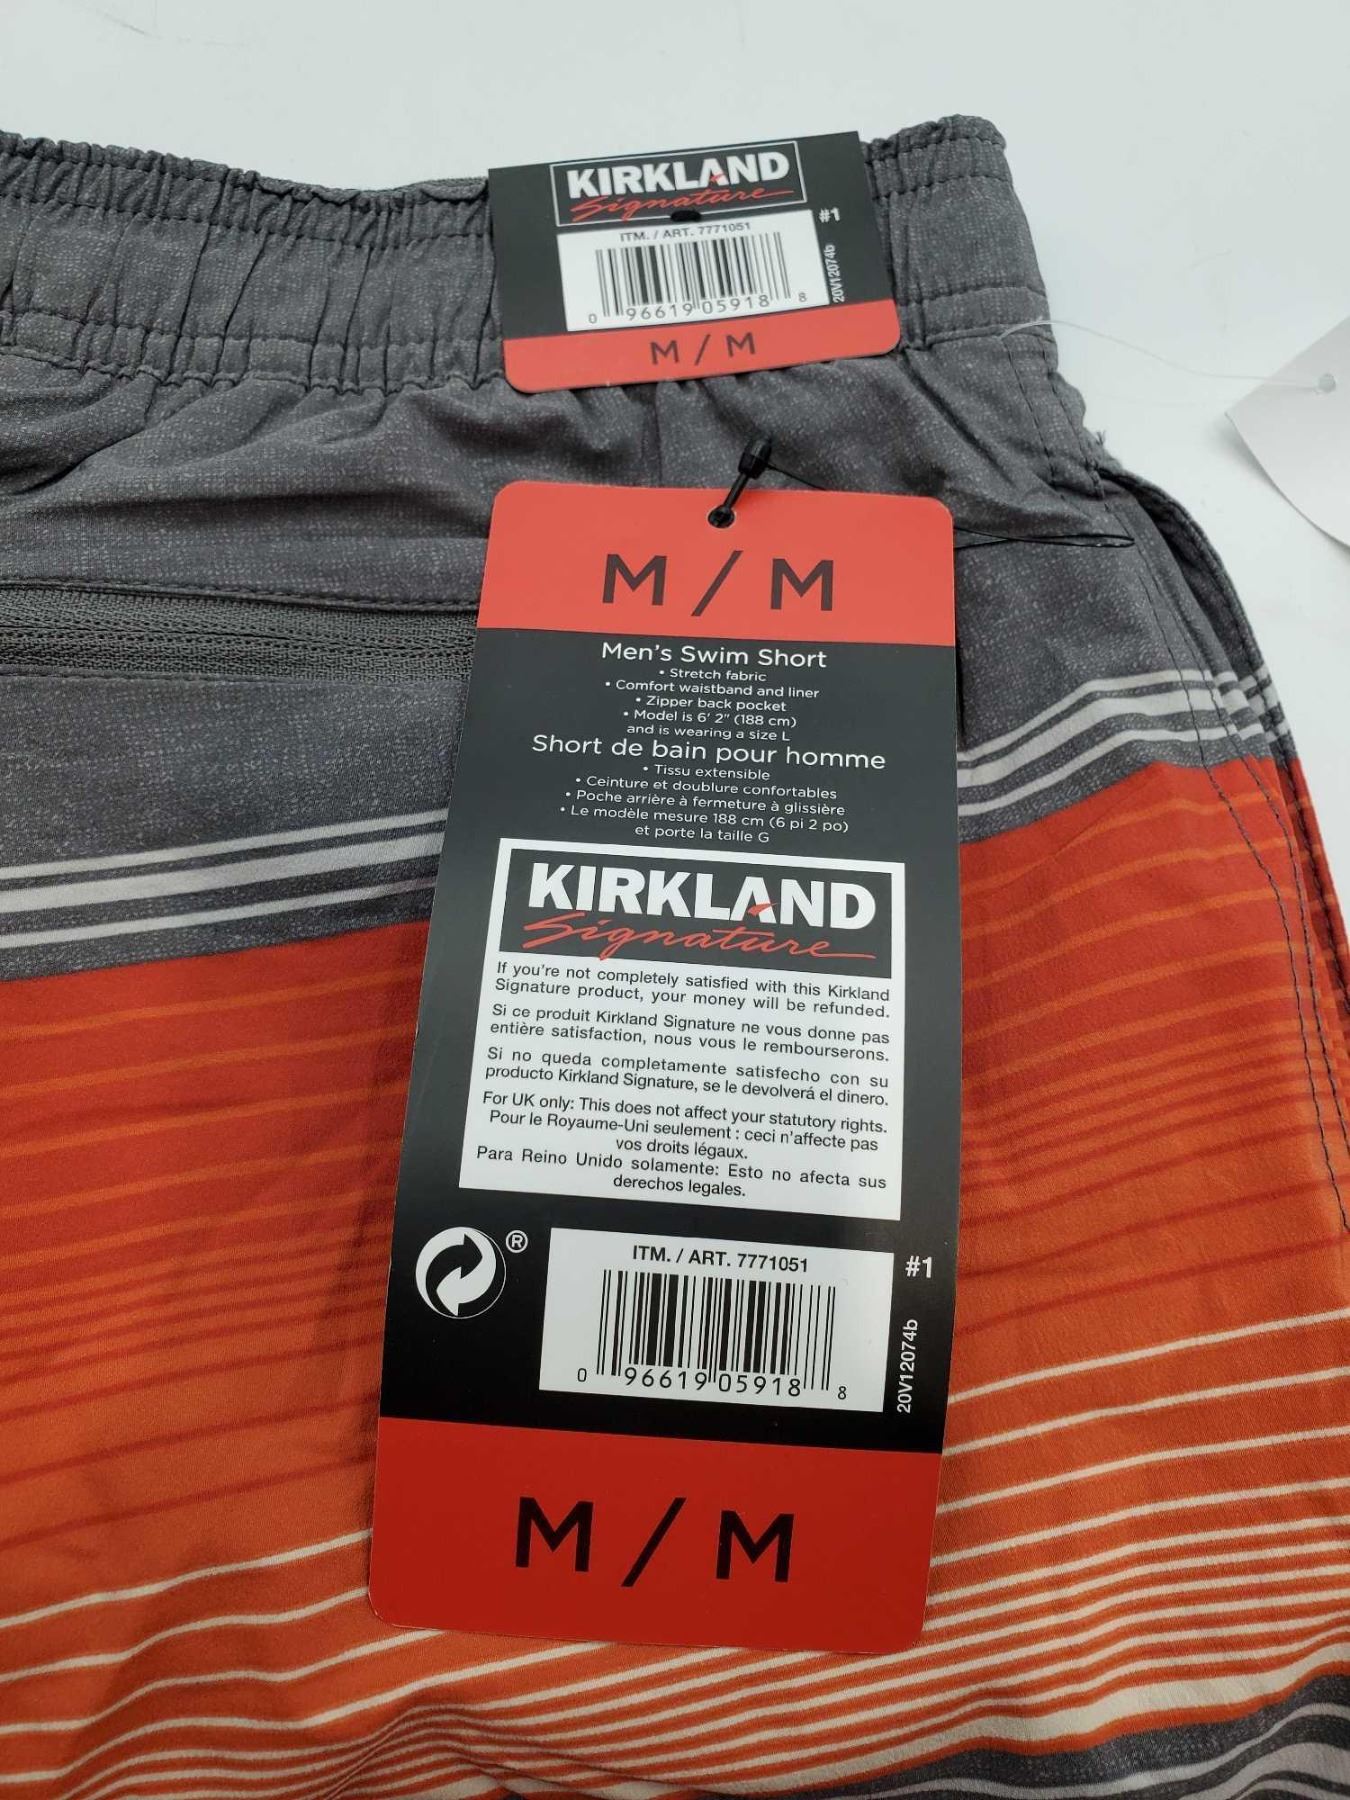 KIRKLAND
Signature
ITM. / ART. 7771051
#1
20V12074b
0 96619 05918 8
M / M
M / M
Men's Swim Short
• Stretch fabric
• Comfort waistband and liner
• Zipper back pocket
• Model is 6' 2" (188 cm)
and is wearing a size L
Short de bain pour homme
• Tissu extensible
• Ceinture et doublure confortables
• Poche arrière à fermeture à glissière
• Le modèle mesure 188 cm (6 pi 2 po)
et porte la taille G
KIRKLAND
Signature
If you're not completely satisfied with this Kirkland
Signature product, your money will be refunded.
Si ce produit Kirkland Signature ne vous donne pas
entière satisfaction, nous vous le rembourserons.
Si no queda completamente satisfecho con su
producto Kirkland Signature, se le devolverá el dinero.
For UK only: This does not affect your statutory rights.
Pour le Royaume-Uni seulement : ceci n'affecte pas
vos droits légaux.
Para Reino Unido solamente: Esto no afecta sus
derechos legales.
®
ITM. / ART. 7771051
#1
0 96619 05918 8
20V12074b
M / M